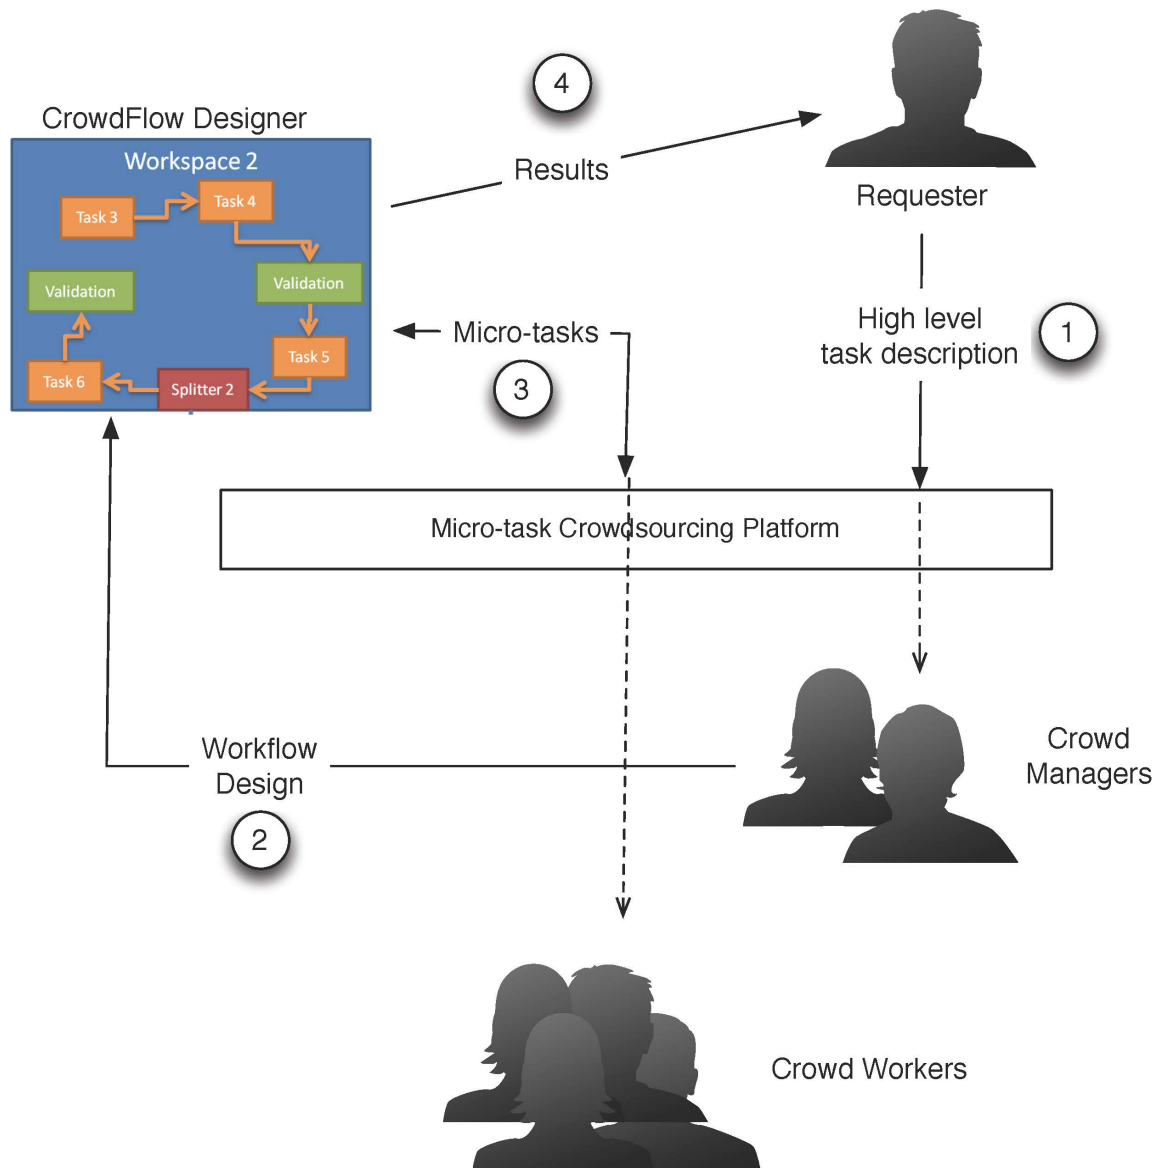 4
CrowdFlow Designer
Workspace 2
Results
Requester
Task 3
Task 4
Validation
Validation
Task 5
Task 6
Splitter 2
Micro-tasks
3
High level
task description
1
Micro-task Crowdsourcing Platform
Workflow
Design
2
Crowd
Managers
Crowd Workers